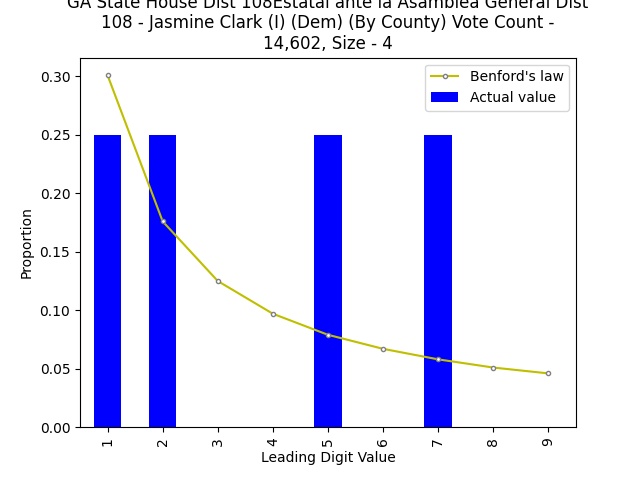 GA State House Dist 108Estatal ante la Asamblea General Dist
108 - Jasmine Clark (I) (Dem) (By County) Vote Count -
14,602, Size - 4
Benford's law
Actual value
0.30
0.25
0.20
0.15
0.10
0.05
0.00
Proportion
1 2 3 4 5 6 7 8 9
Leading Digit Value